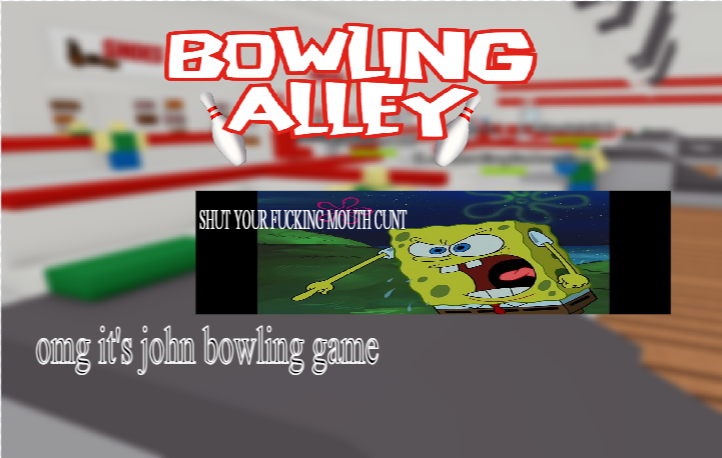 BOWLING
ALLEY
SHUT YOUR FUCKING MOUTH CUNT
omg it's john bowling game